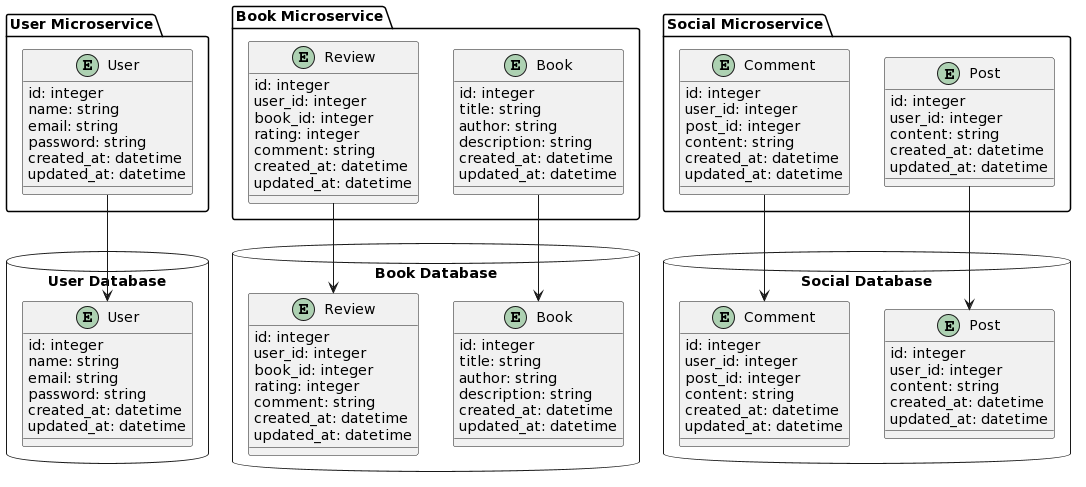 User Microservice
E User
id: integer
name: string
email: string
password: string
created_at: datetime
updated_at: datetime
Book Microservice
E Review
id: integer
user_id: integer
book_id: integer
rating: integer
comment: string
created_at: datetime
updated_at: datetime
E Book
id: integer
title: string
author: string
description: string
created_at: datetime
updated_at: datetime
Social Microservice
E Comment
id: integer
user_id: integer
post_id: integer
content: string
created_at: datetime
updated_at: datetime
E Post
id: integer
user_id: integer
content: string
created_at: datetime
updated_at: datetime
User Database
E User
id: integer
name: string
email: string
password: string
created_at: datetime
updated_at: datetime
Book Database
E Review
id: integer
user_id: integer
book_id: integer
rating: integer
comment: string
created_at: datetime
updated_at: datetime
E Book
id: integer
title: string
author: string
description: string
created_at: datetime
updated_at: datetime
Social Database
E Comment
id: integer
user_id: integer
post_id: integer
content: string
created_at: datetime
updated_at: datetime
E Post
id: integer
user_id: integer
content: string
created_at: datetime
updated_at: datetime